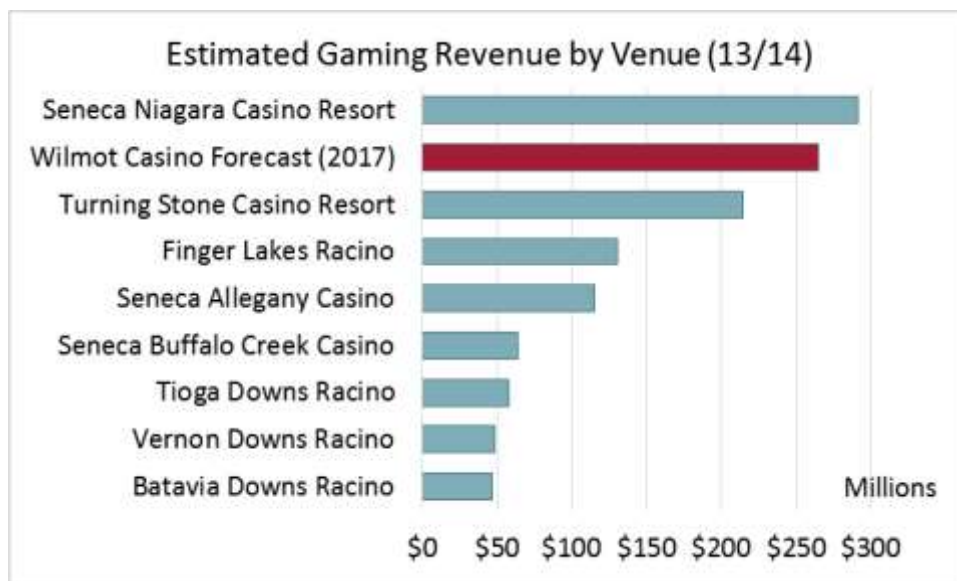 Estimated Gaming Revenue by Venue (13/14)
Seneca Niagara Casino Resort
Wilmot Casino Forecast (2017)
Turning Stone Casino Resort
Finger Lakes Racino
Seneca Allegany Casino
Seneca Buffalo Creek Casino
Tioga Downs Racino
Vernon Downs Racino
Batavia Downs Racino
Millions
$0 $50 $100 $150 $200 $250 $300